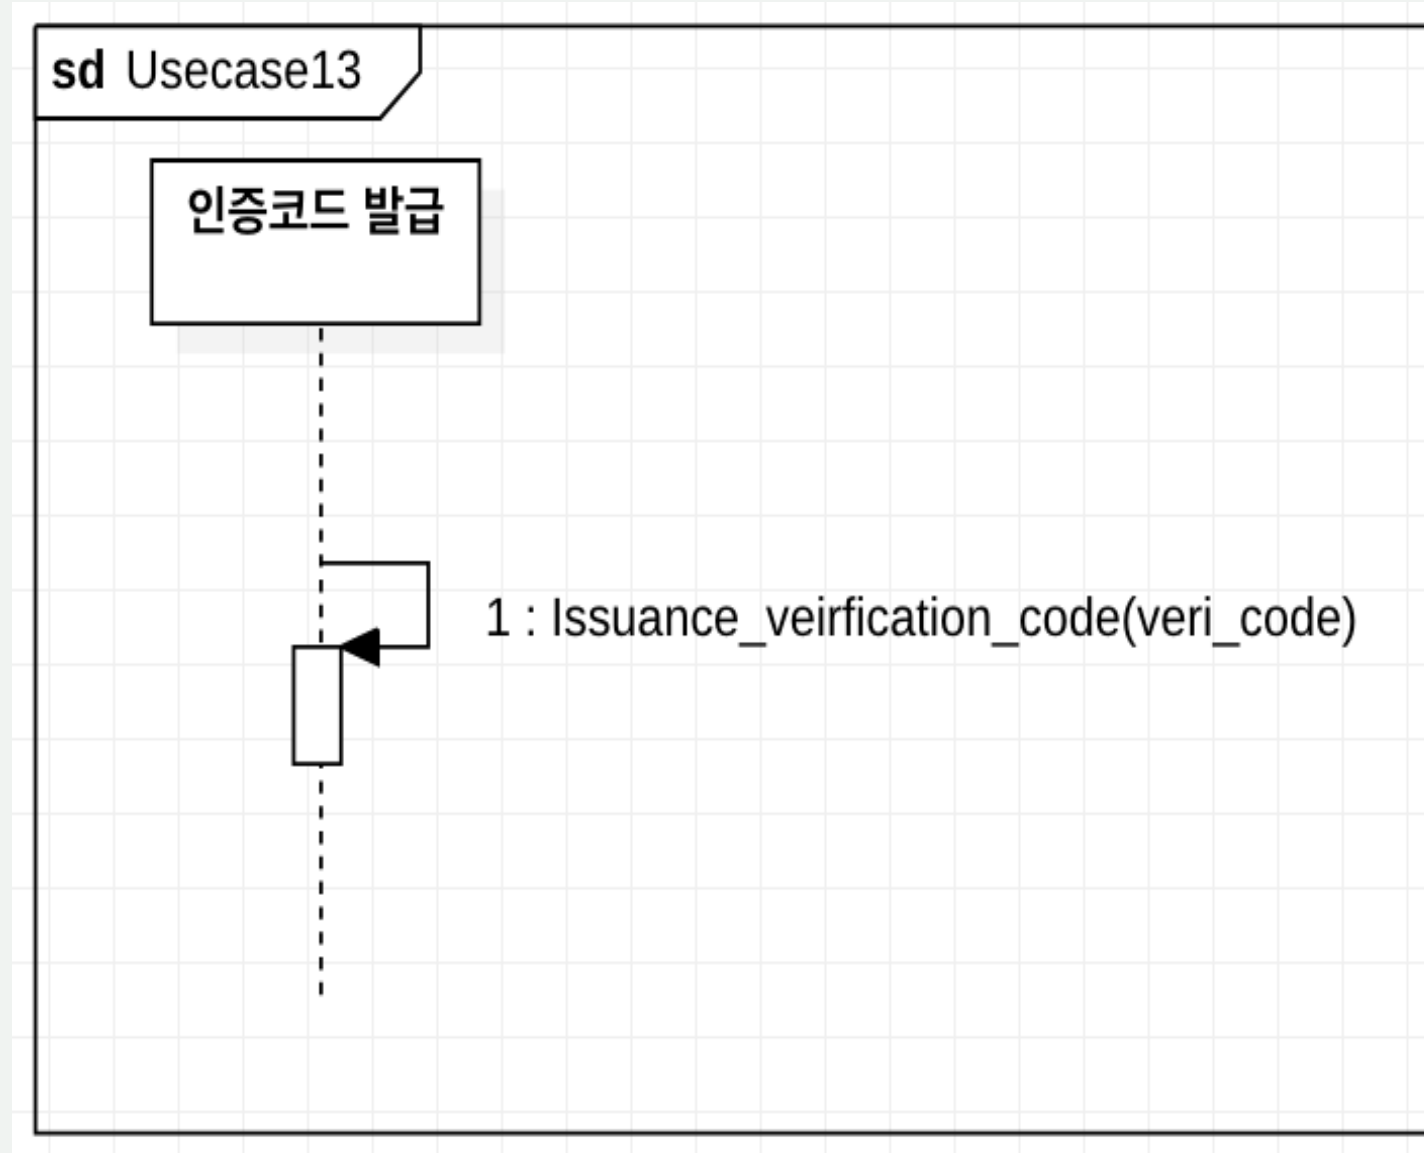 sd Usecase13
인증코드 발급
1 : Issuance_veirfication_code(veri_code)